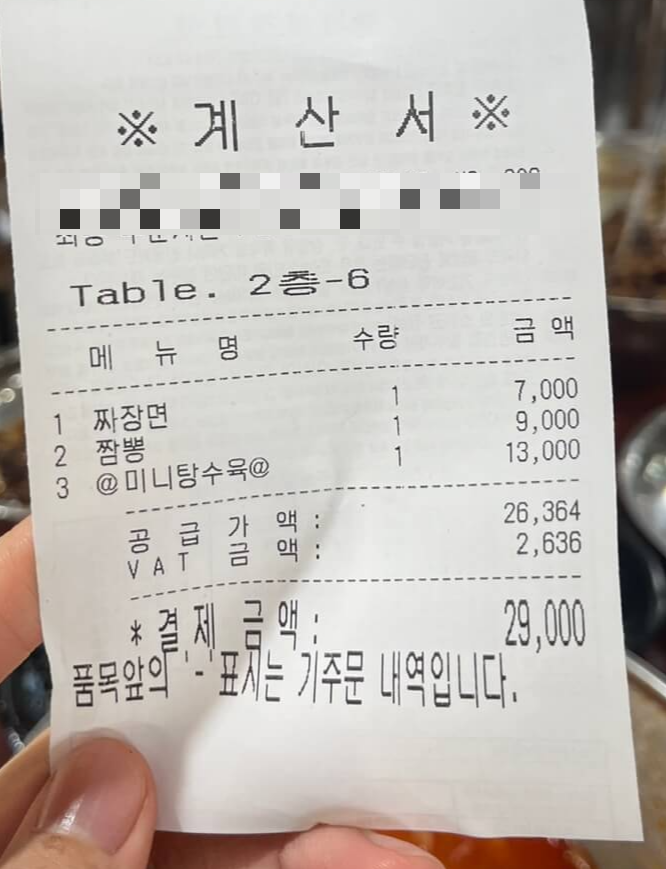 ※ 계 산 서 ※
Table. 2층-6
메 뉴 명 수량 금 액
1 짜장면 1 7,000
2 짬뽕 1 9,000
3 @미니탕수육@ 1 13,000
공 급 가 액 : 26,364
V A T 금 액 : 2,636
* 결 제 금 액 : 29,000
품목앞의 '-'표시는 기주문 내역입니다.